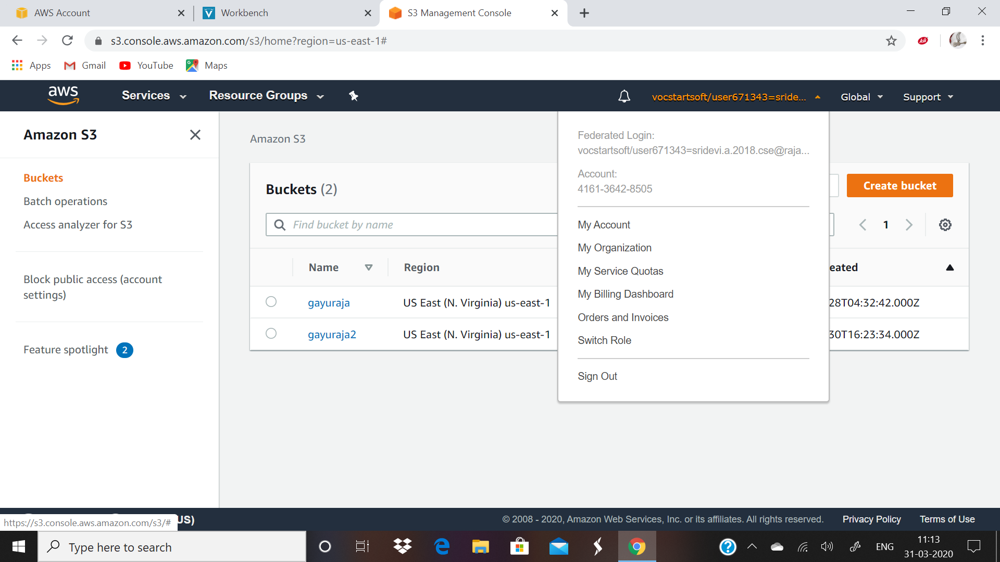 AWS Account
Workbench
S3 Management Console
s3.console.aws.amazon.com/s3/home?region=us-east-1#
Ask
Apps
Gmail
YouTube
Maps
aws
Services
Resource Groups
vocstartsoft/user671343=sride...
Global
Support
Amazon S3
Buckets
Batch operations
Access analyzer for S3
Block public access (account
settings)
Feature spotlight 2
Amazon S3
Buckets (2)
Create bucket
Find bucket by name
1
Name
Region
eated
gayuraja
US East (N. Virginia) us-east-1
28T04:32:42.000Z
gayuraja2
US East (N. Virginia) us-east-1
30T16:23:34.000Z
Federated Login:
vocstartsoft/user671343=sridevi.a.2018.cse@raja...
Account:
4161-3642-8505
My Account
My Organization
My Service Quotas
My Billing Dashboard
Orders and Invoices
Switch Role
Sign Out
https://s3.console.aws.amazon.com/s3/#
US)
© 2008 - 2020, Amazon Web Services, Inc. or its affiliates. All rights reserved.
Privacy Policy
Terms of Use
Type here to search
ENG
11:13
31-03-2020